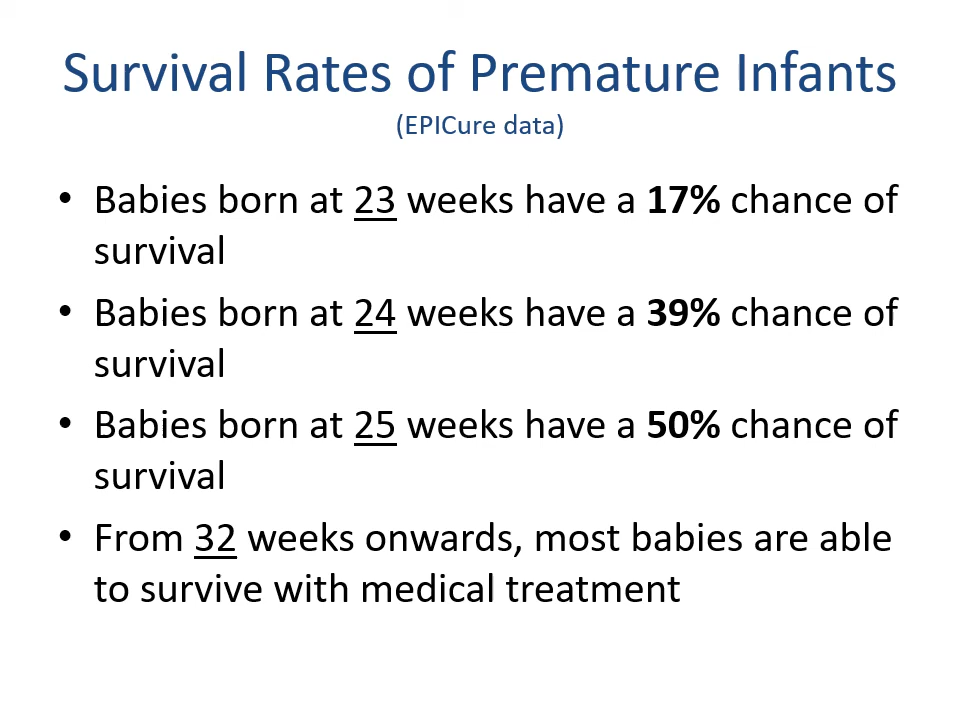 Survival Rates of Premature Infants
(EPICure data)
• Babies born at 23 weeks have a 17% chance of
survival
• Babies born at 24 weeks have a 39% chance of
survival
• Babies born at 25 weeks have a 50% chance of
survival
• From 32 weeks onwards, most babies are able
to survive with medical treatment